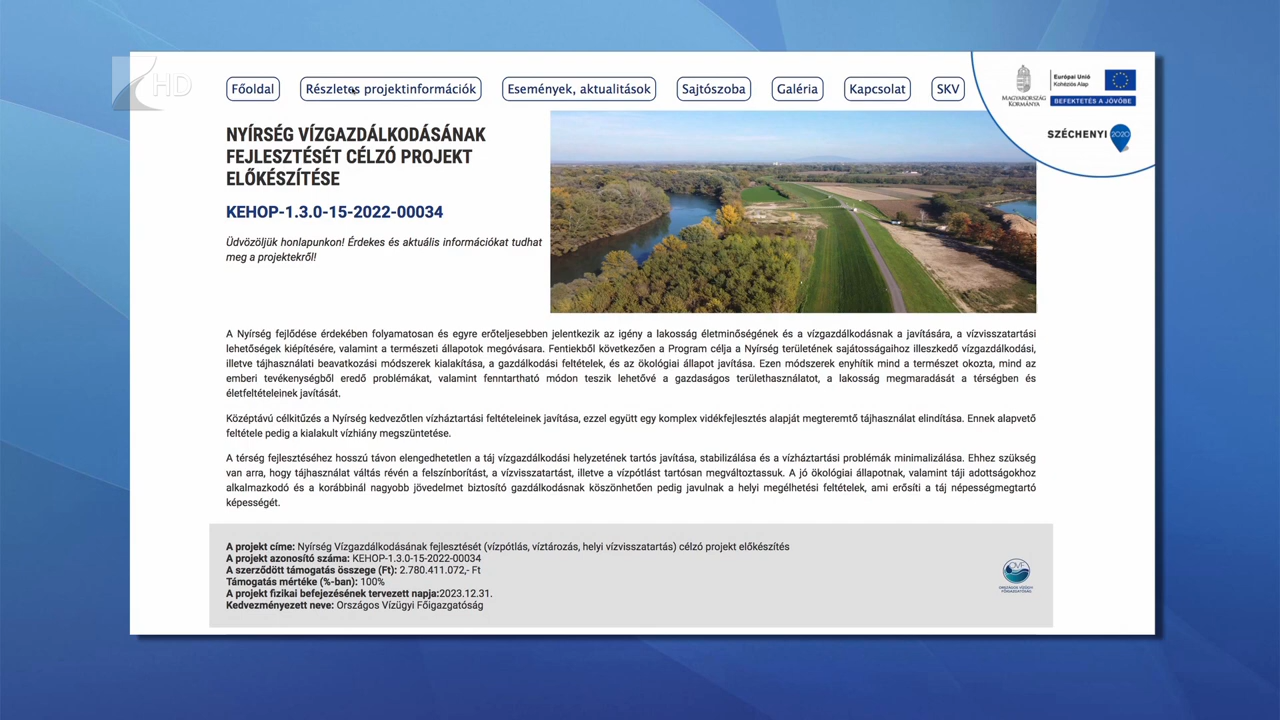 HD
Főoldal
Részletes projektinformációk
Események, aktualitások
Sajtószoba
Galéria
Kapcsolat
SKV
MAGYARORSZÁG
KORMÁNYA
Európai Unió
Kohéziós Alap
BEFEKTETÉS A JÖVŐBE
SZÉCHENYI 2020
NYÍRSÉG VÍZGAZDÁLKODÁSÁNAK
FEJLESZTÉSÉT CÉLZÓ PROJEKT
ELŐKÉSZÍTÉSE
KEHOP-1.3.0-15-2022-00034
Üdvözöljük honlapunkon! Érdekes és aktuális információkat tudhat
meg a projektekről!
A Nyírség fejlődése érdekében folyamatosan és egyre erőteljesebben jelentkezik az igény a lakosság életminőségének és a vízgazdálkodásnak a javítására, a vízvisszatartási
lehetőségek kiépítésére, valamint a természeti állapotok megóvására. Fentiekből következően a Program célja a Nyírség területének sajátosságaihoz illeszkedő vízgazdálkodási,
illetve tájhasználati beavatkozási módszerek kialakítása, a gazdálkodási feltételek, és az ökológiai állapot javítása. Ezen módszerek enyhítik mind a természet okozta, mind az
emberi tevékenységből eredő problémákat, valamint fenntartható módon teszik lehetővé a gazdaságos területhasználatot, a lakosság megmaradását a térségben és
életfeltételeinek javítását.
Középtávú célkitűzés a Nyírség kedvezőtlen vízháztartási feltételeinek javítása, ezzel együtt egy komplex vidékfejlesztés alapját megteremtő tájhasználat elindítása. Ennek alapvető
feltétele pedig a kialakult vízhiány megszüntetése.
A térség fejlesztéséhez hosszú távon elengedhetetlen a táj vízgazdálkodási helyzetének tartós javítása, stabilizálása és a vízháztartási problémák minimalizálása. Ehhez szükség
van arra, hogy tájhasználat váltás révén a felszínborítást, a vízvisszatartást, illetve a vízpótlást tartósan megváltoztassuk. A jó ökológiai állapotnak, valamint táji adottságokhoz
alkalmazkodó és a korábbinál nagyobb jövedelmet biztosító gazdálkodásnak köszönhetően pedig javulnak a helyi megélhetési feltételek, ami erősíti a táj népességmegtartó
képességét.
A projekt címe: Nyírség Vízgazdálkodásának fejlesztését (vízpótlás, víztározás, helyi vízvisszatartás) célzó projekt előkészítés
A projekt azonosító száma: KEHOP-1.3.0-15-2022-00034
A szerződött támogatás összege (Ft): 2.780.411.072,- Ft
Támogatás mértéke (%-ban): 100%
A projekt fizikai befejezésének tervezett napja:2023.12.31.
Kedvezményezett neve: Országos Vízügyi Főigazgatóság
OVF
ORSZÁGOS VÍZÜGYI
FŐIGAZGATÓSÁG